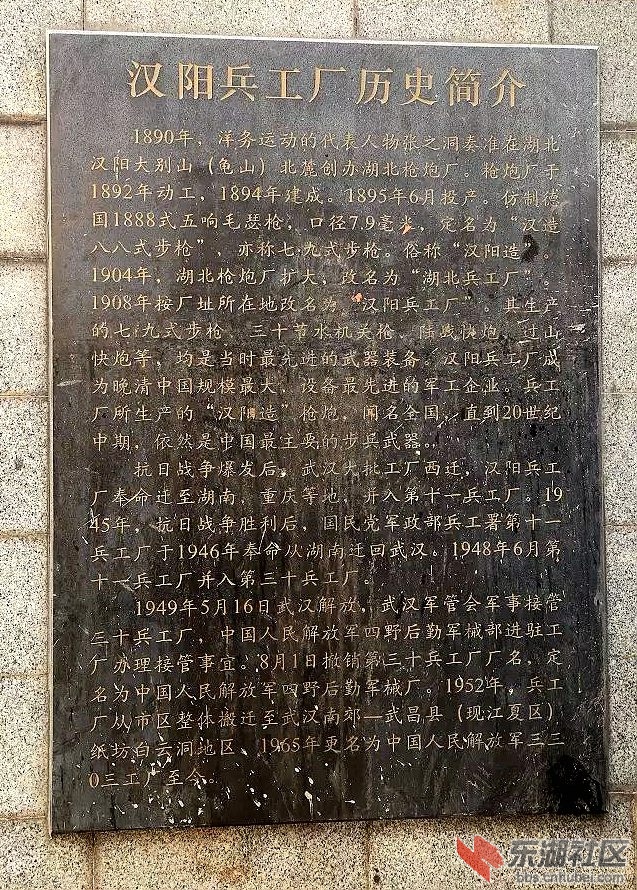 汉阳兵工厂历史简介
1890年，洋务运动的代表人物张之洞奏准在湖北
汉阳大别山（龟山）北麓创办湖北枪炮厂。枪炮厂于
1892年动工，1894年建成。1895年6月投产。仿制德
国1888式五响毛瑟枪，口径7.9毫米，定名为“汉造
八八式步枪”，亦称七九式步枪。俗称“汉阳造”。
1904年，湖北枪炮厂扩大，改名为“湖北兵工厂”。
1908年按厂址所在地改名为“汉阳兵工厂”。其生产
的七九式步枪、三十节水机关枪、陆战快炮、过山
快炮等，均是当时最先进的武器装备。汉阳兵工厂成
为晚清中国规模最大，设备最先进的军工企业。兵工
厂所生产的“汉阳造”枪炮，闻名全国，直到20世纪
中期，依然是中国最主要的步兵武器。
抗日战争爆发后，武汉大批工厂西迁，汉阳兵工
厂奉命迁至湖南，重庆等地，并入第十一兵工厂。19
45年，抗日战争胜利后，国民党军政部兵工署第十一
兵工厂于1946年奉命从湖南迁回武汉。1948年6月第
十一兵工厂并入第三十兵工厂。
1949年5月16日武汉解放，武汉军管会军事接管
三十兵工厂，中国人民解放军四野后勤军械部进驻工
厂办理接管事宜。8月1日撤销第三十兵工厂厂名，定
名为中国人民解放军四野后勤军械厂。1952年，兵工
厂从市区整体搬迁至武汉南郊—武昌县（现江夏区）
纸坊白云洞地区、1965年更名为中国人民解放军三三
0三工厂至今。
东湖社区
bbs.cnhubei.com